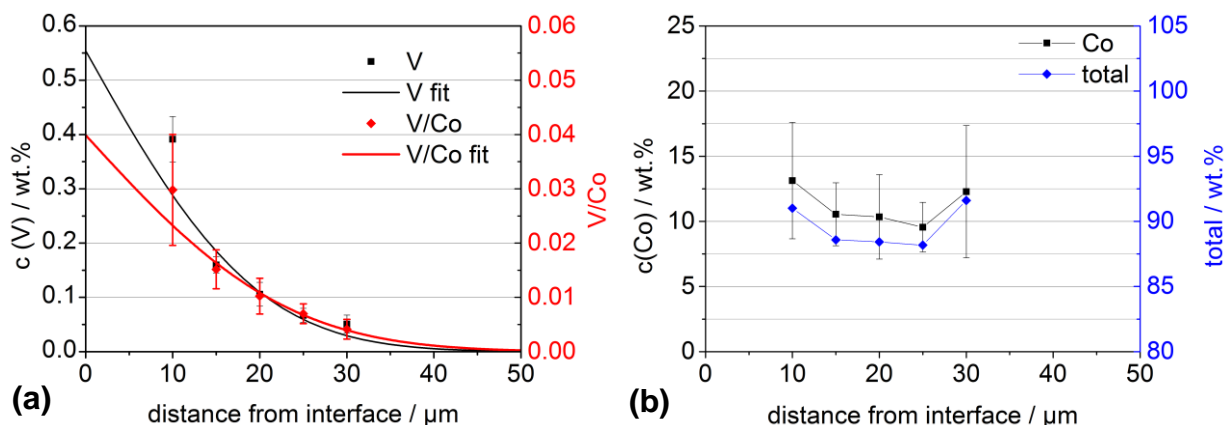 0.6
0.5
0.4
0.3
0.2
0.1
0.0
c (V) / wt.%
0.06
0.05
0.04
0.03
0.02
0.01
0.00
V/Co
V
V fit
V/Co
V/Co fit
0 10 20 30 40 50
distance from interface / µm
(a)
25
20
15
10
5
0
c(Co) / wt.%
105
100
95
90
85
80
total / wt.%
Co
total
0 10 20 30 40 50
distance from interface / µm
(b)